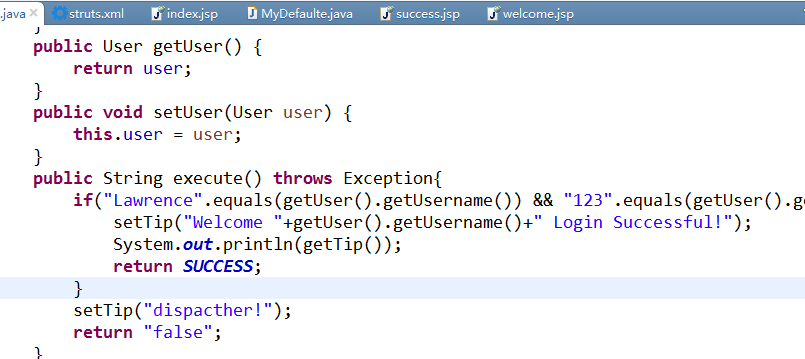 .java struts.xml index.jsp MyDefaulte.java success.jsp welcome.jsp
}
public User getUser() {
return user;
}
public void setUser(User user) {
this.user = user;
}
public String execute() throws Exception{
if("Lawrence".equals(getUser().getUsername()) && "123".equals(getUser().g
setTip("Welcome "+getUser().getUsername()+" Login Successful!");
System.out.println(getTip());
return SUCCESS;
}
setTip("dispacther!");
return "false";
}